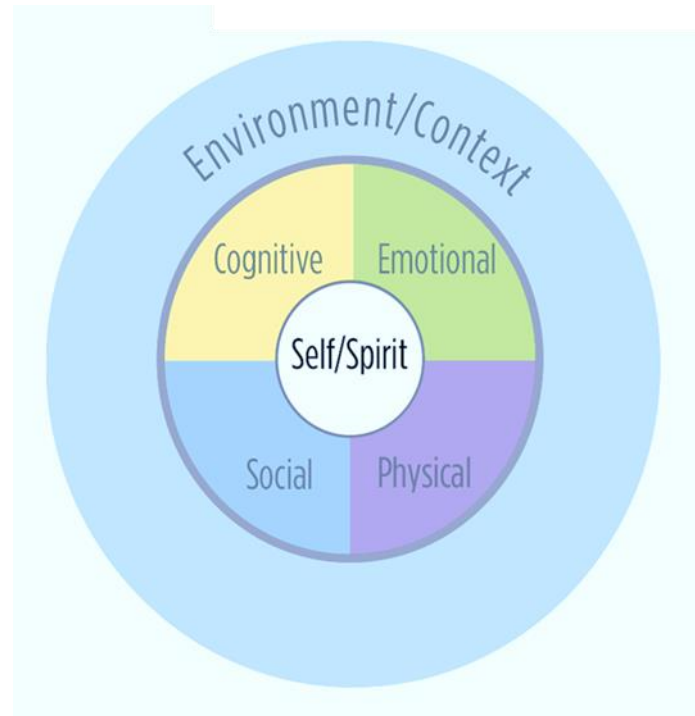 Environment/Context
Cognitive
Emotional
Self/Spirit
Social
Physical